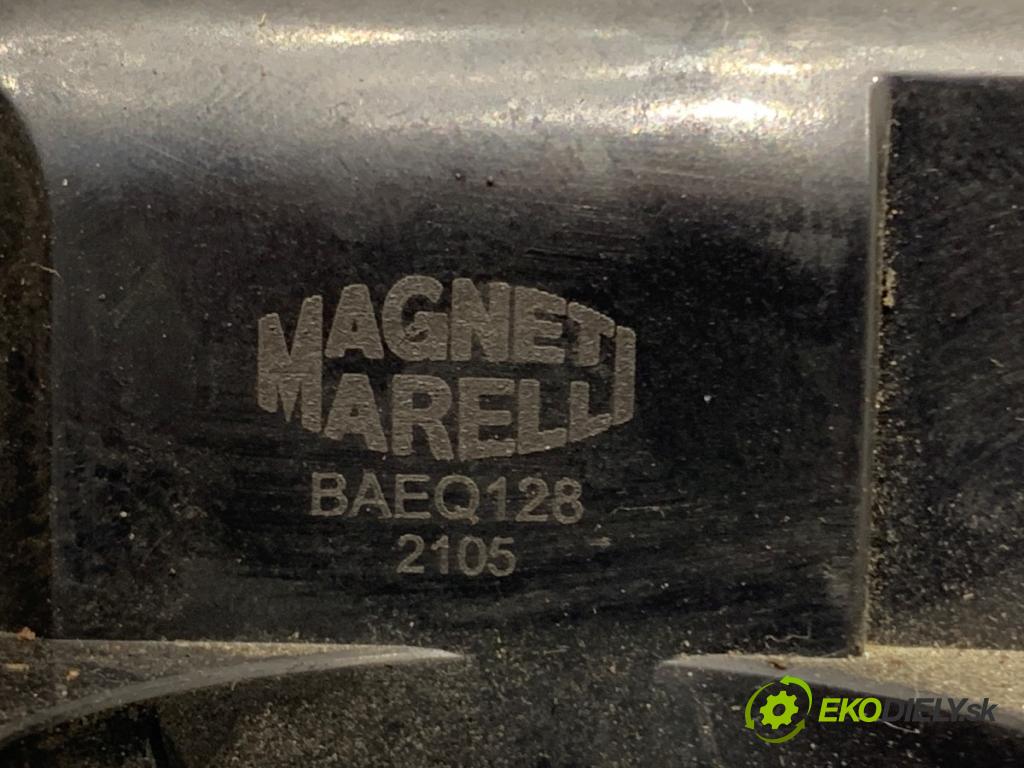 MAGNETI
MARELLI
BAEQ128
2105
EKODIELY.sk